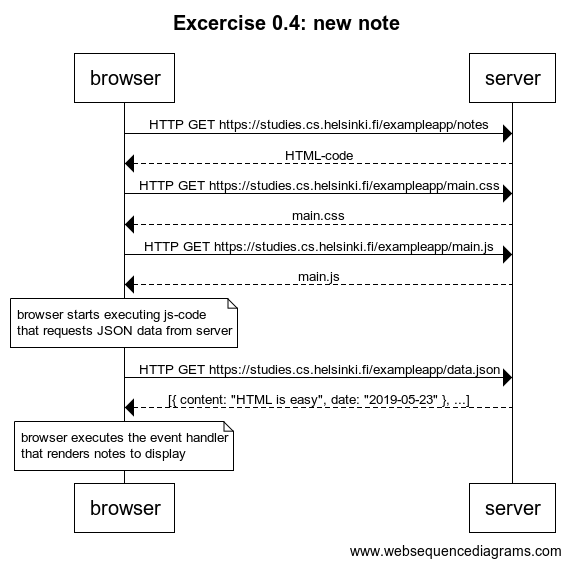 Excercise 0.4: new note
browser
server
HTTP GET https://studies.cs.helsinki.fi/exampleapp/notes
HTML-code
HTTP GET https://studies.cs.helsinki.fi/exampleapp/main.css
main.css
HTTP GET https://studies.cs.helsinki.fi/exampleapp/main.js
main.js
browser starts executing js-code
that requests JSON data from server
HTTP GET https://studies.cs.helsinki.fi/exampleapp/data.json
[{ content: "HTML is easy", date: "2019-05-23" }, ...]
browser executes the event handler
that renders notes to display
browser
server
www.websequencediagrams.com